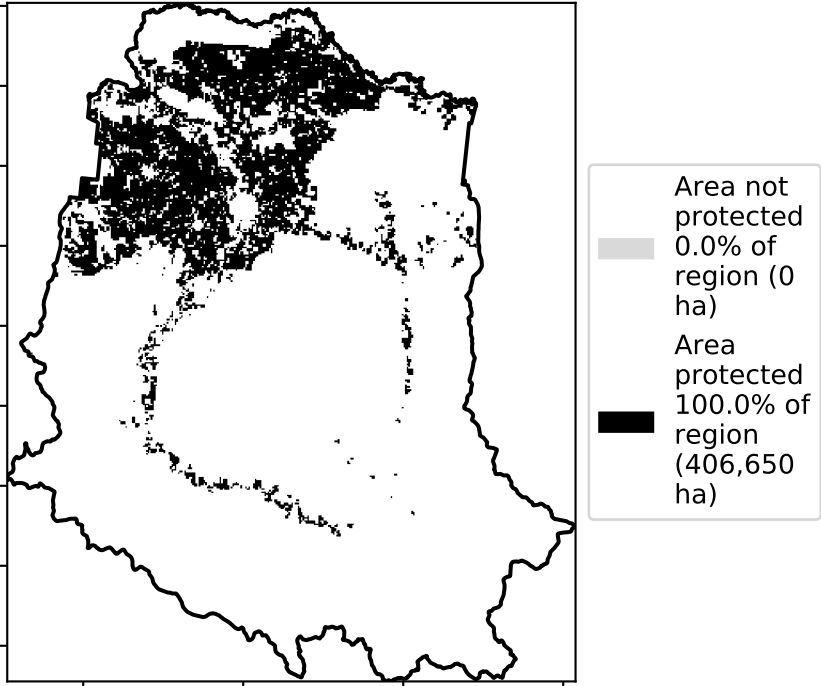 Area not
protected
0.0% of
region (0
ha)
Area
protected
100.0% of
region
(406,650
ha)